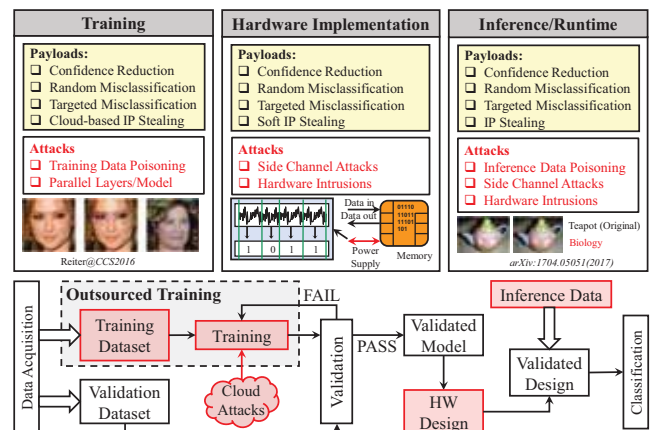 Training
Payloads:
❑ Confidence Reduction
❑ Random Misclassification
❑ Targeted Misclassification
❑ Cloud-based IP Stealing
Attacks
❑ Training Data Poisoning
❑ Parallel Layers/Model
Reiter@CCS2016
Hardware Implementation
Payloads:
❑ Confidence Reduction
❑ Random Misclassification
❑ Targeted Misclassification
❑ Soft IP Stealing
Attacks
❑ Side Channel Attacks
❑ Hardware Intrusions
1 0 1 1
Data in
Data out
Power
Supply
01110
11011
11101
101
Memory
Inference/Runtime
Payloads:
❑ Confidence Reduction
❑ Random Misclassification
❑ Targeted Misclassification
❑ IP Stealing
Attacks
❑ Inference Data Poisoning
❑ Side Channel Attacks
❑ Hardware Intrusions
Teapot (Original)
Biology
arXiv:1704.05051(2017)
Data Acquisition
Outsourced Training
Training
Dataset
Training
Cloud
Attacks
Validation
Dataset
FAIL
Validation
PASS
Validated
Model
HW
Design
Inference Data
Validated
Design
Classification